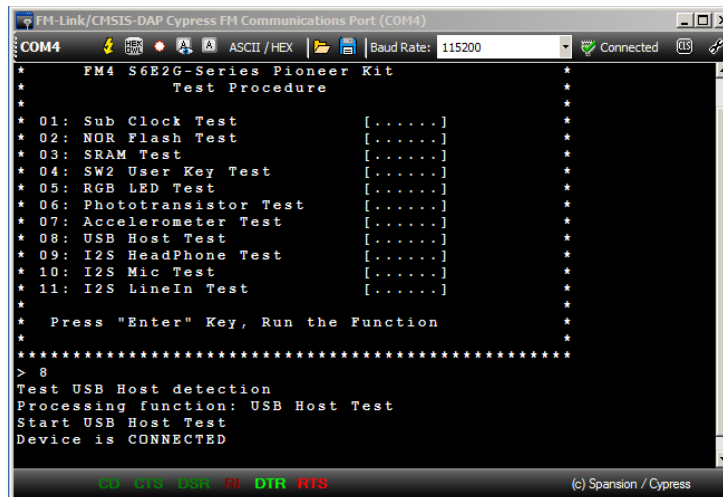 FM-Link/CMSIS-DAP Cypress FM Communications Port (COM4)
COM4 HEX OWL A ASCII / HEX Baud Rate: 115200 Connected CLS
* FM4 S6E2G-Series Pioneer Kit *
* Test Procedure *
* *
* 01: Sub Clock Test [......] *
* 02: NOR Flash Test [......] *
* 03: SRAM Test [......] *
* 04: SW2 User Key Test [......] *
* 05: RGB LED Test [......] *
* 06: Phototransistor Test [......] *
* 07: Accelerometer Test [......] *
* 08: USB Host Test [......] *
* 09: I2S HeadPhone Test [......] *
* 10: I2S Mic Test [......] *
* 11: I2S LineIn Test [......] *
* *
* Press "Enter" Key, Run the Function *
* *
****************************************************
> 8
Test USB Host detection
Processing function: USB Host Test
Start USB Host Test
Device is CONNECTED
CD CTS DSR RI DTR RTS (c) Spansion / Cypress